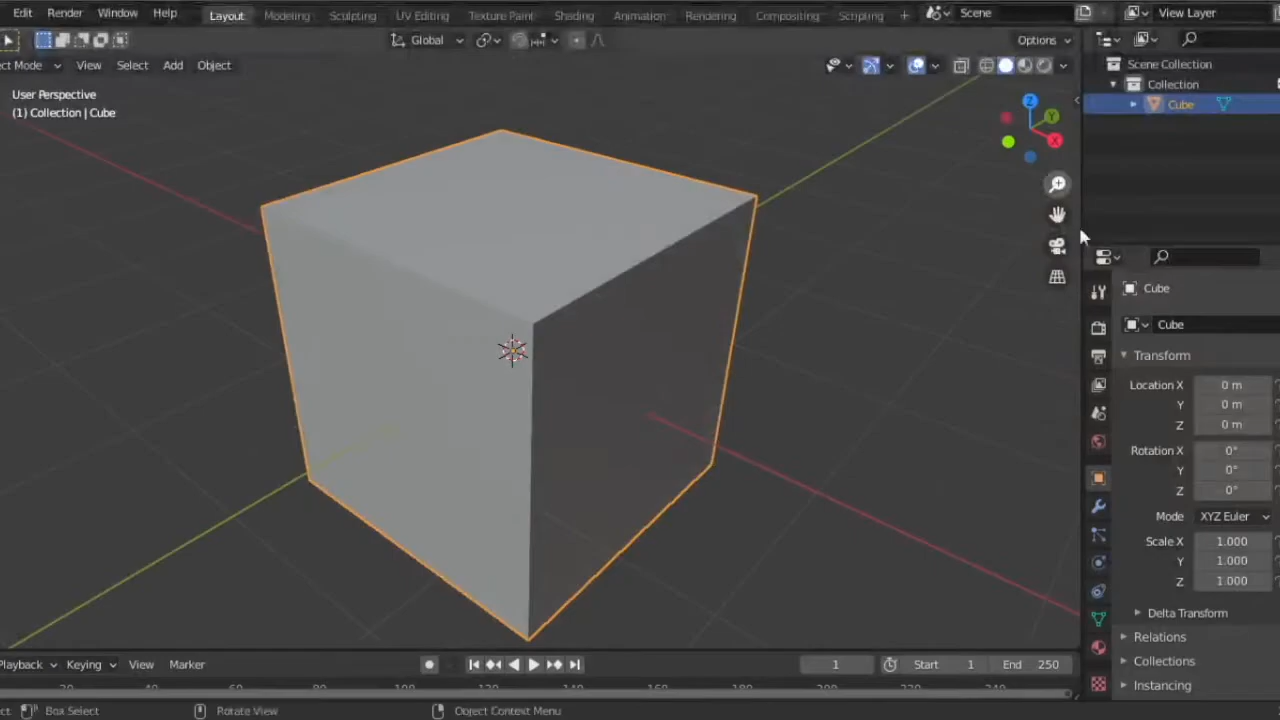 Edit Render Window Help Layout Modeling Sculpting UV Editing Texture Paint Shading Animation Rendering Compositing Scripting + Scene View Layer
Global Options
ect Mode View Select Add Object
Scene Collection
Collection
Cube
User Perspective
(1) Collection | Cube
Z
Y
X
Cube
Cube
Transform
Location X 0 m
Y 0 m
Z 0 m
Rotation X 0°
Y 0°
Z 0°
Mode XYZ Euler
Scale X 1.000
Y 1.000
Z 1.000
Delta Transform
Relations
Collections
Instancing
Playback Keying View Marker 1 Start 1 End 250
ct Box Select Rotate View Object Context Menu